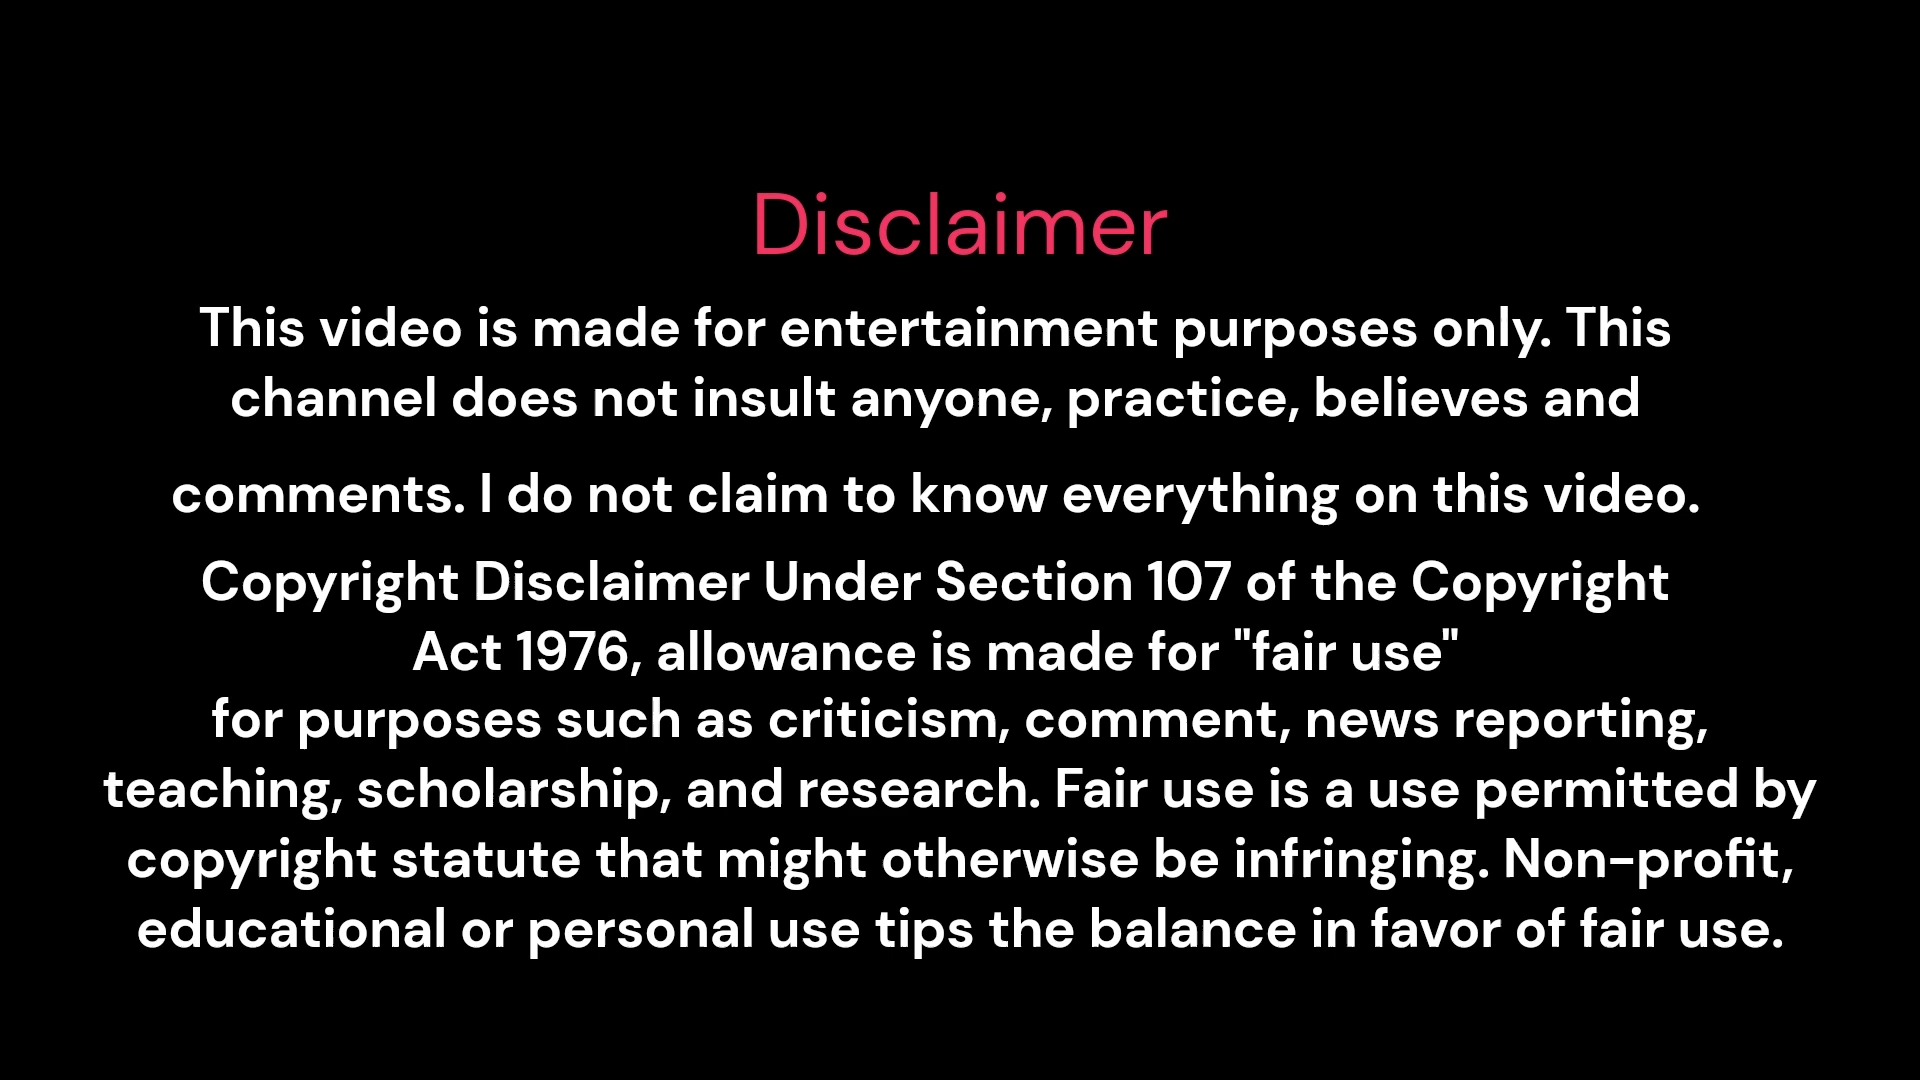 Disclaimer
This video is made for entertainment purposes only. This
channel does not insult anyone, practice, believes and
comments. I do not claim to know everything on this video.
Copyright Disclaimer Under Section 107 of the Copyright
Act 1976, allowance is made for "fair use"
for purposes such as criticism, comment, news reporting,
teaching, scholarship, and research. Fair use is a use permitted by
copyright statute that might otherwise be infringing. Non-profit,
educational or personal use tips the balance in favor of fair use.